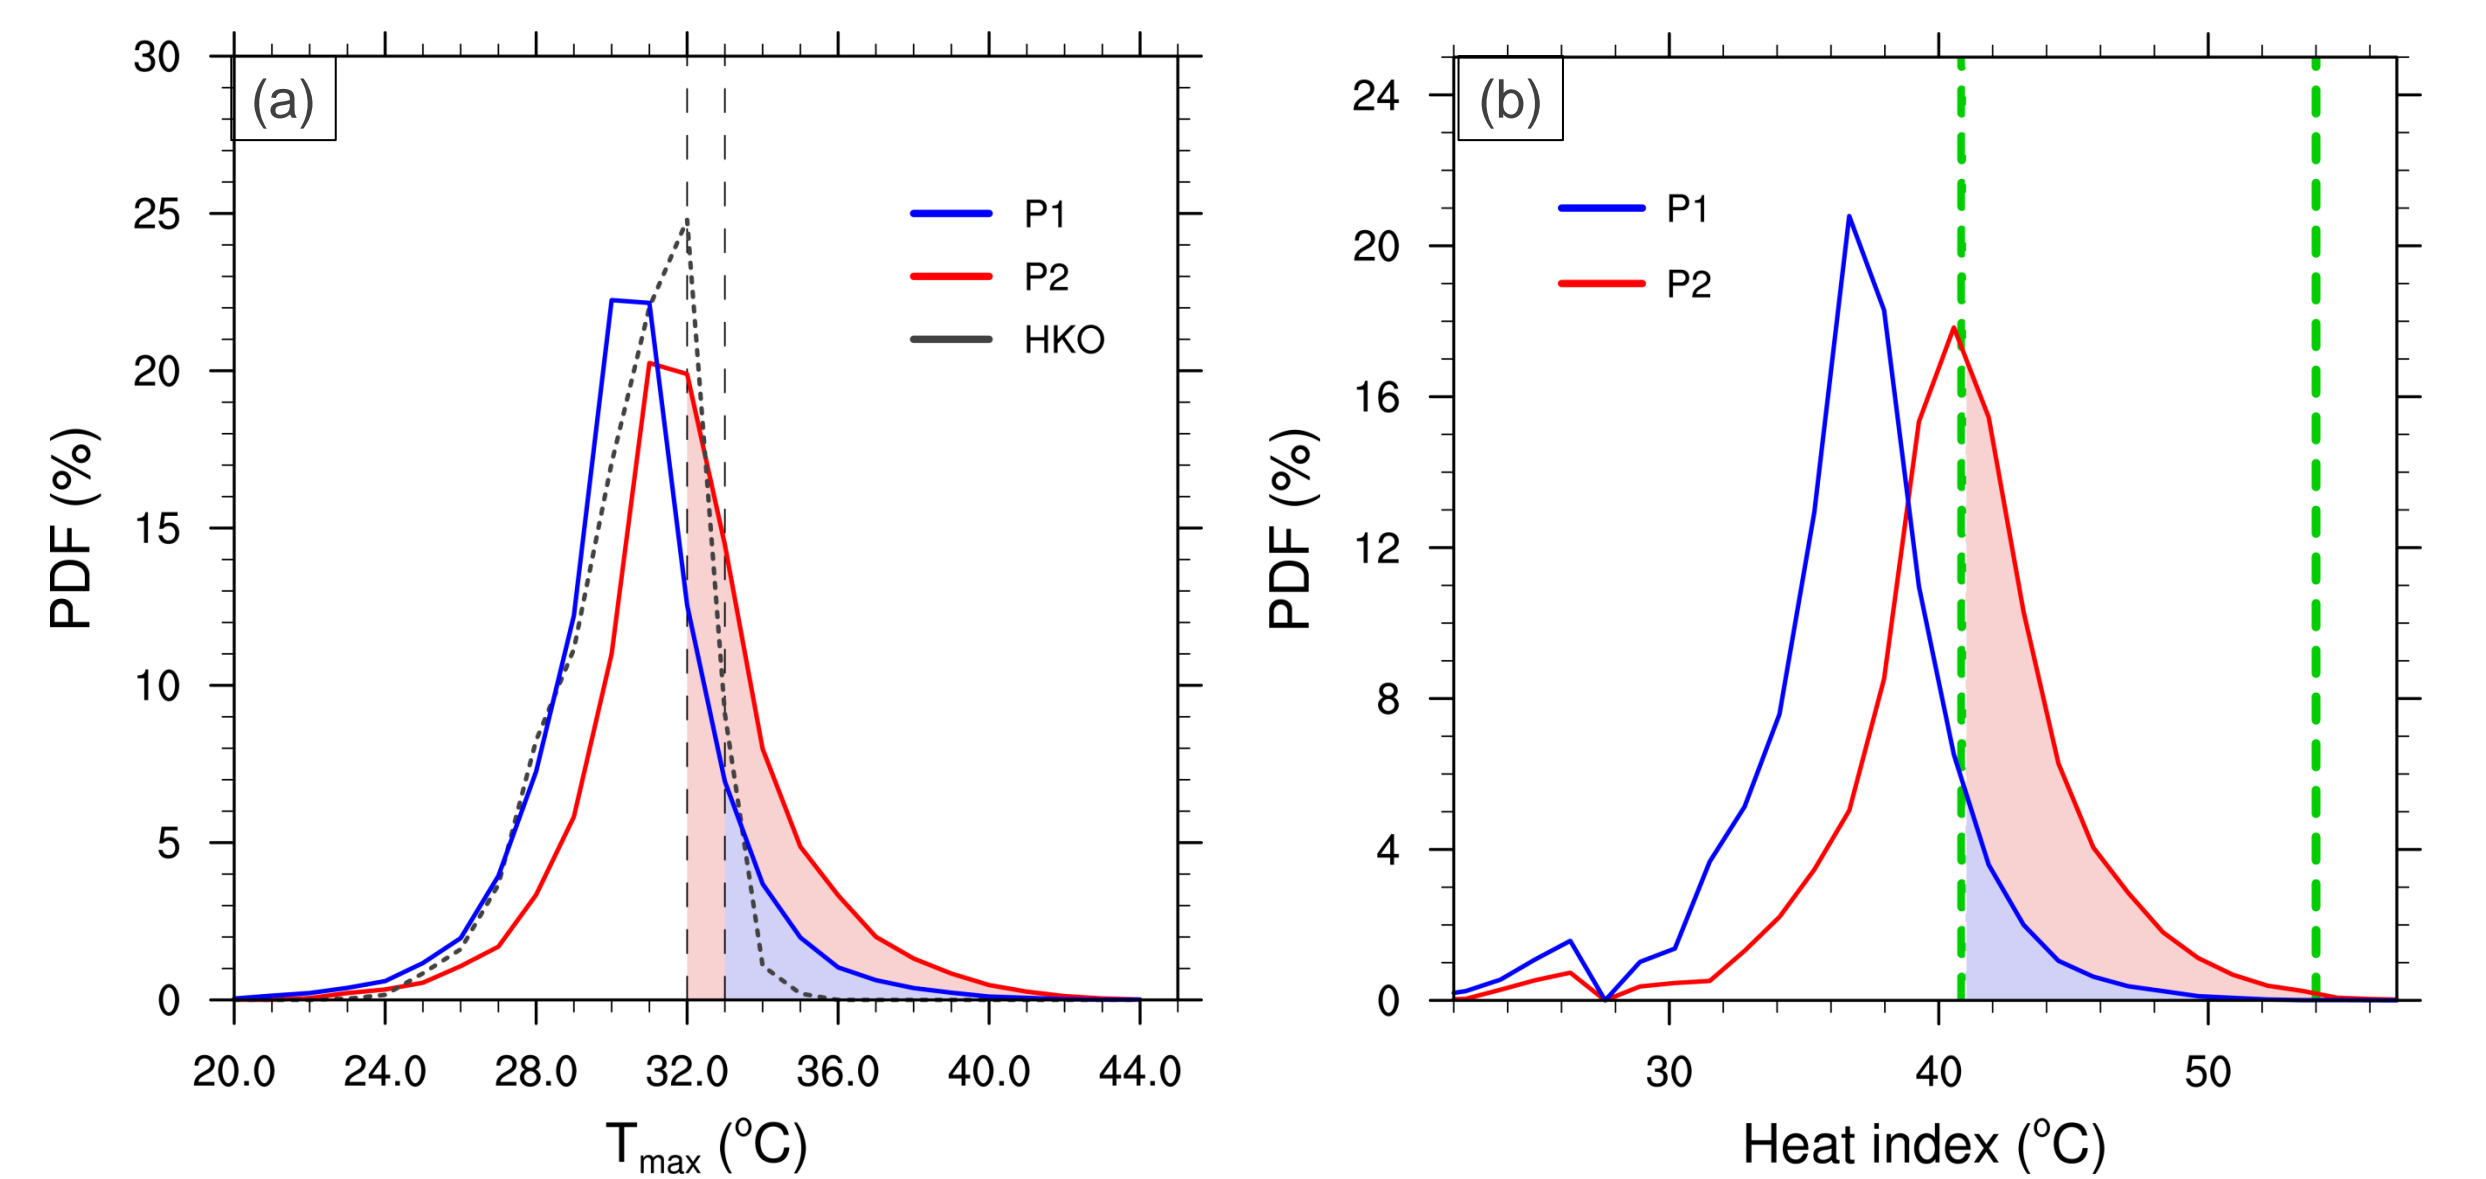 (a)
30
25
20
15
10
5
0
PDF (%)
P1
P2
HKO
20.0 24.0 28.0 32.0 36.0 40.0 44.0
Tmax (°C)
(b)
24
20
16
12
8
4
0
PDF (%)
P1
P2
30 40 50
Heat index (°C)